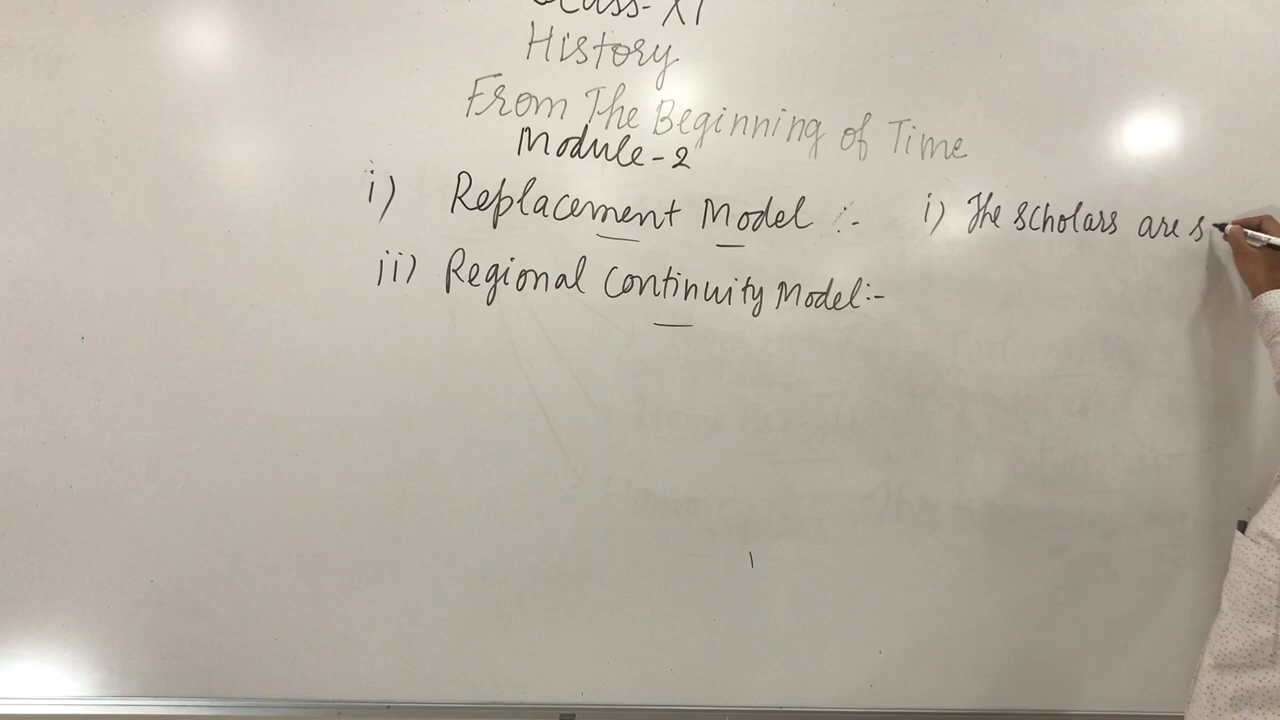 Class-XI
History
From The Beginning of Time
Module-2
i) Replacement Model :- i) The scholars are s
ii) Regional Continuity Model:-